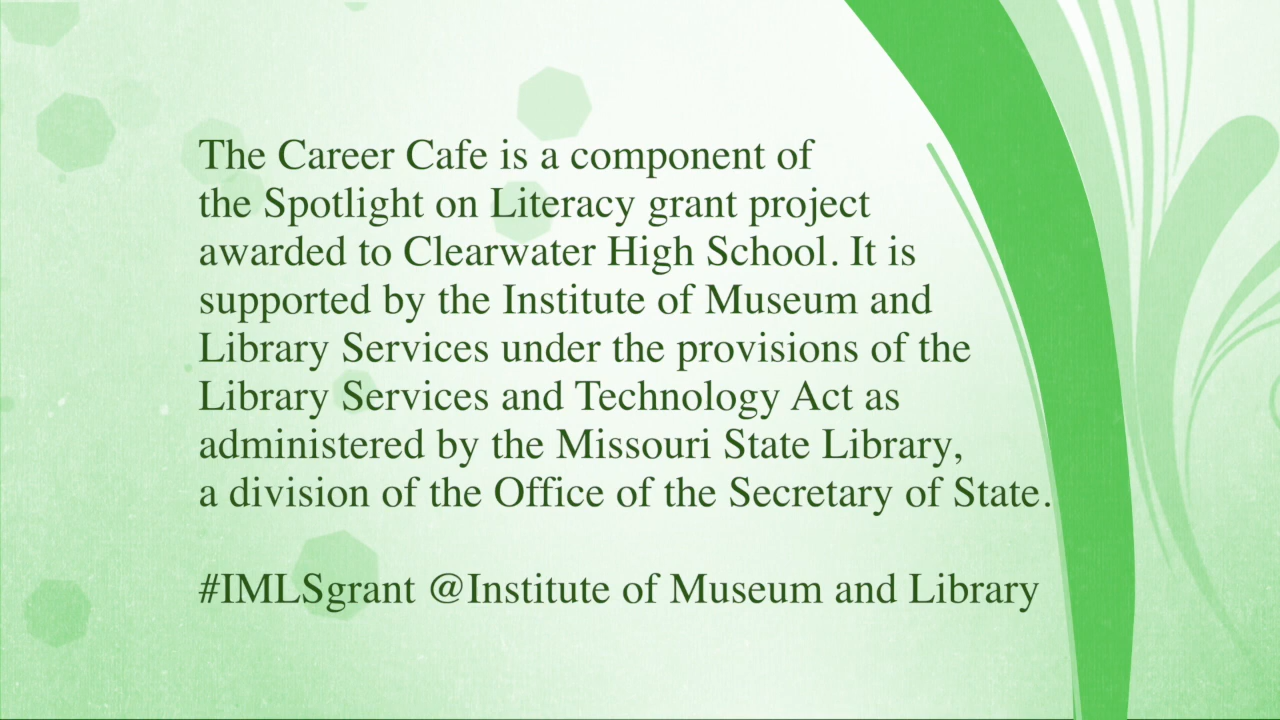 The Career Cafe is a component of
the Spotlight on Literacy grant project
awarded to Clearwater High School. It is
supported by the Institute of Museum and
Library Services under the provisions of the
Library Services and Technology Act as
administered by the Missouri State Library,
a division of the Office of the Secretary of State.
#IMLSgrant @Institute of Museum and Library